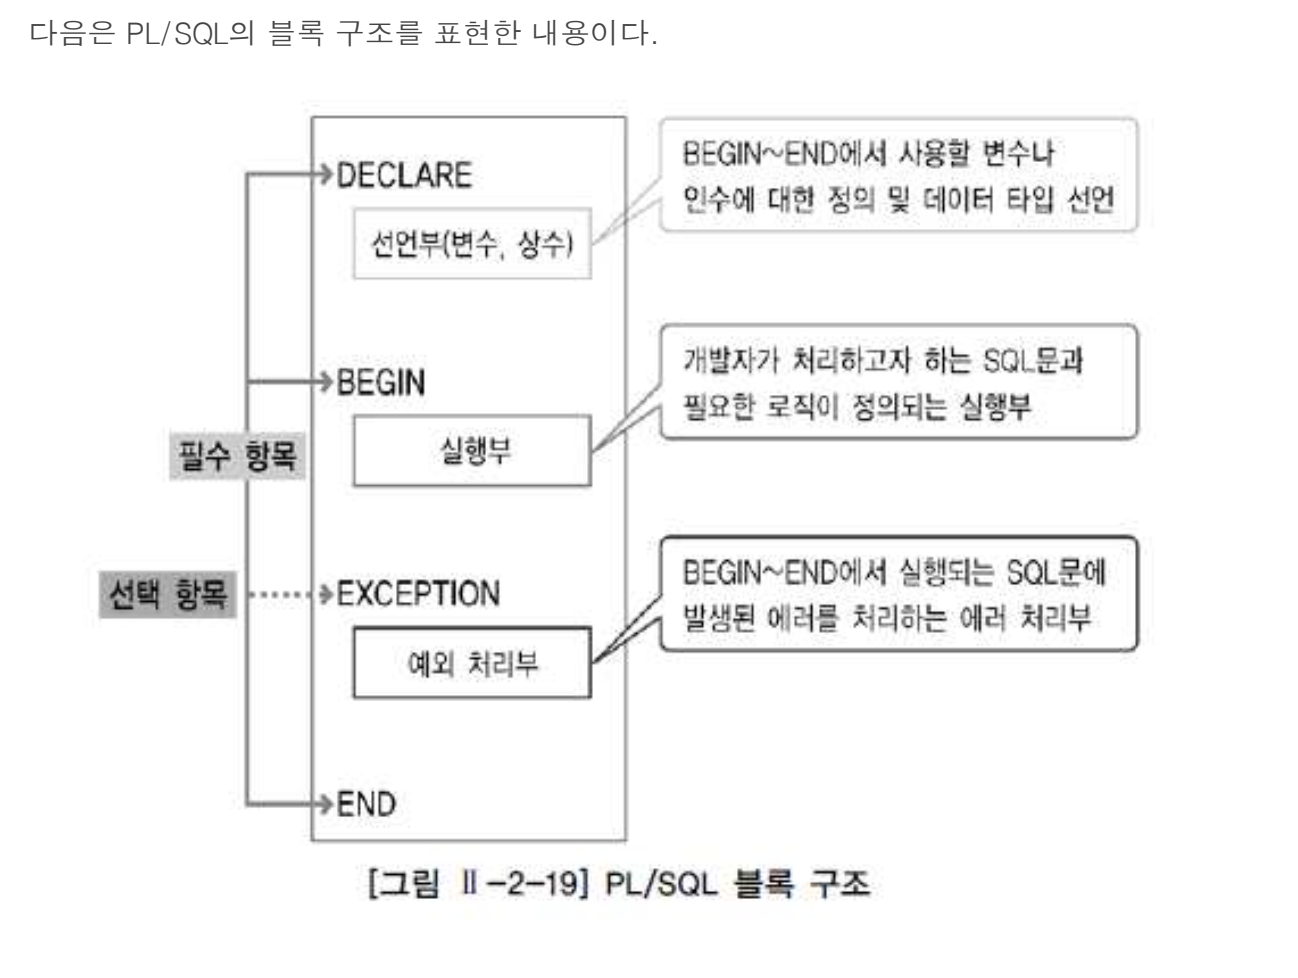 다음은 PL/SQL의 블록 구조를 표현한 내용이다.
DECLARE
선언부(변수, 상수)
BEGIN~END에서 사용할 변수나
인수에 대한 정의 및 데이터 타입 선언
BEGIN
실행부
개발자가 처리하고자 하는 SQL문과
필요한 로직이 정의되는 실행부
필수 항목
선택 항목
EXCEPTION
예외 처리부
BEGIN~END에서 실행되는 SQL문에
발생된 에러를 처리하는 에러 처리부
END
[그림 Ⅱ-2-19] PL/SQL 블록 구조